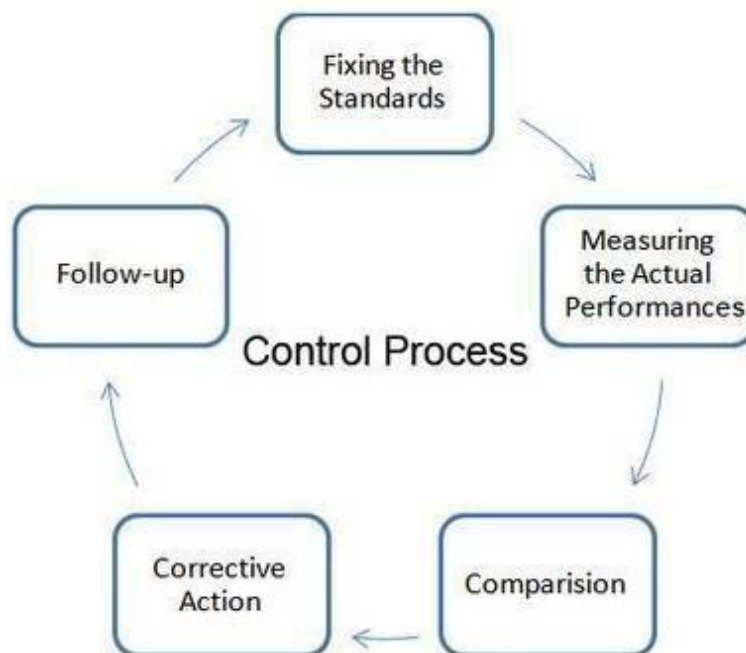 Fixing the
Standards
Measuring
the Actual
Performances
Comparision
Corrective
Action
Follow-up
Control Process